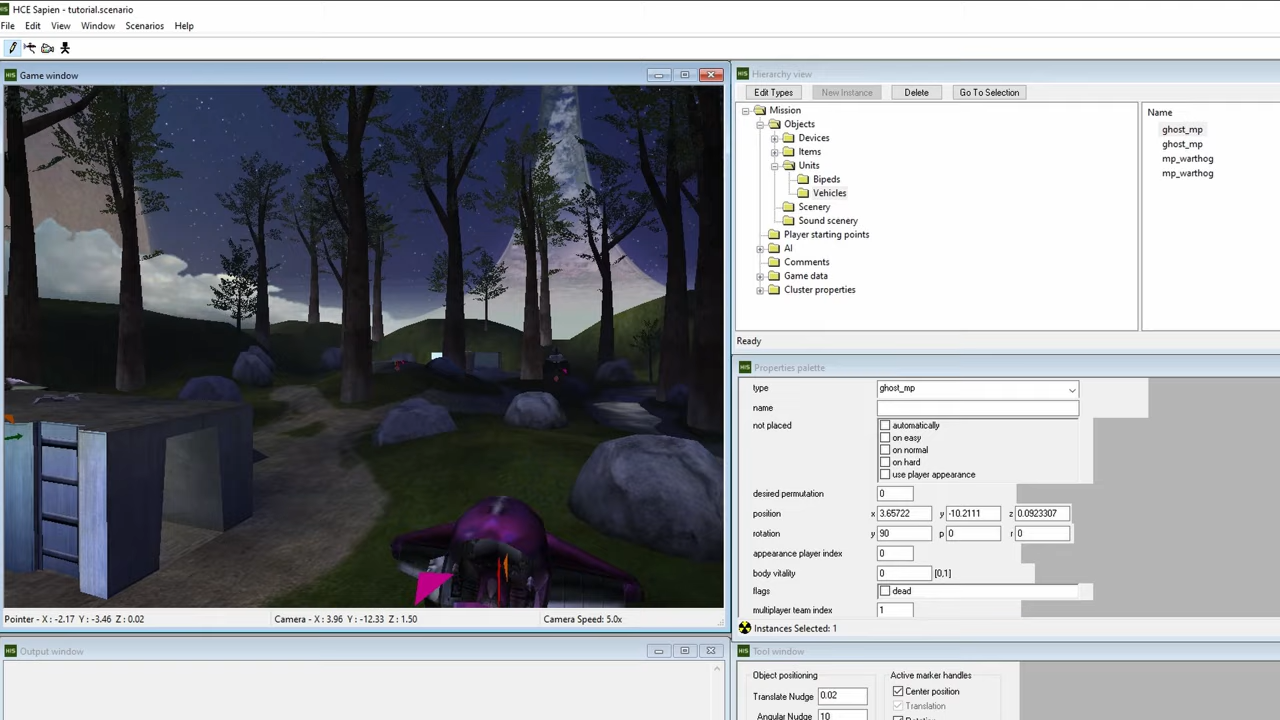 HIS HCE Sapien - tutorial.scenario
File Edit View Window Scenarios Help
HIS Game window
Pointer - X : -2.17 Y : -3.46 Z : 0.02 Camera - X : 3.96 Y : -12.33 Z : 1.50 Camera Speed: 5.0x
HIS Output window
HIS Hierarchy view
Edit Types New Instance Delete Go To Selection
Mission
Objects
Devices
Items
Units
Bipeds
Vehicles
Scenery
Sound scenery
Player starting points
AI
Comments
Game data
Cluster properties
Name
ghost_mp
ghost_mp
mp_warthog
mp_warthog
Ready
HIS Properties palette
type ghost_mp
name
not placed automatically
on easy
on normal
on hard
use player appearance
desired permutation 0
position x 3.65722 y -10.2111 z 0.0923307
rotation y 90 p 0 r 0
appearance player index 0
body vitality 0 [0,1]
flags dead
multiplayer team index 1
Instances Selected: 1
HIS Tool window
Object positioning
Translate Nudge 0.02
Angular Nudge 10
Active marker handles
Center position
Translation